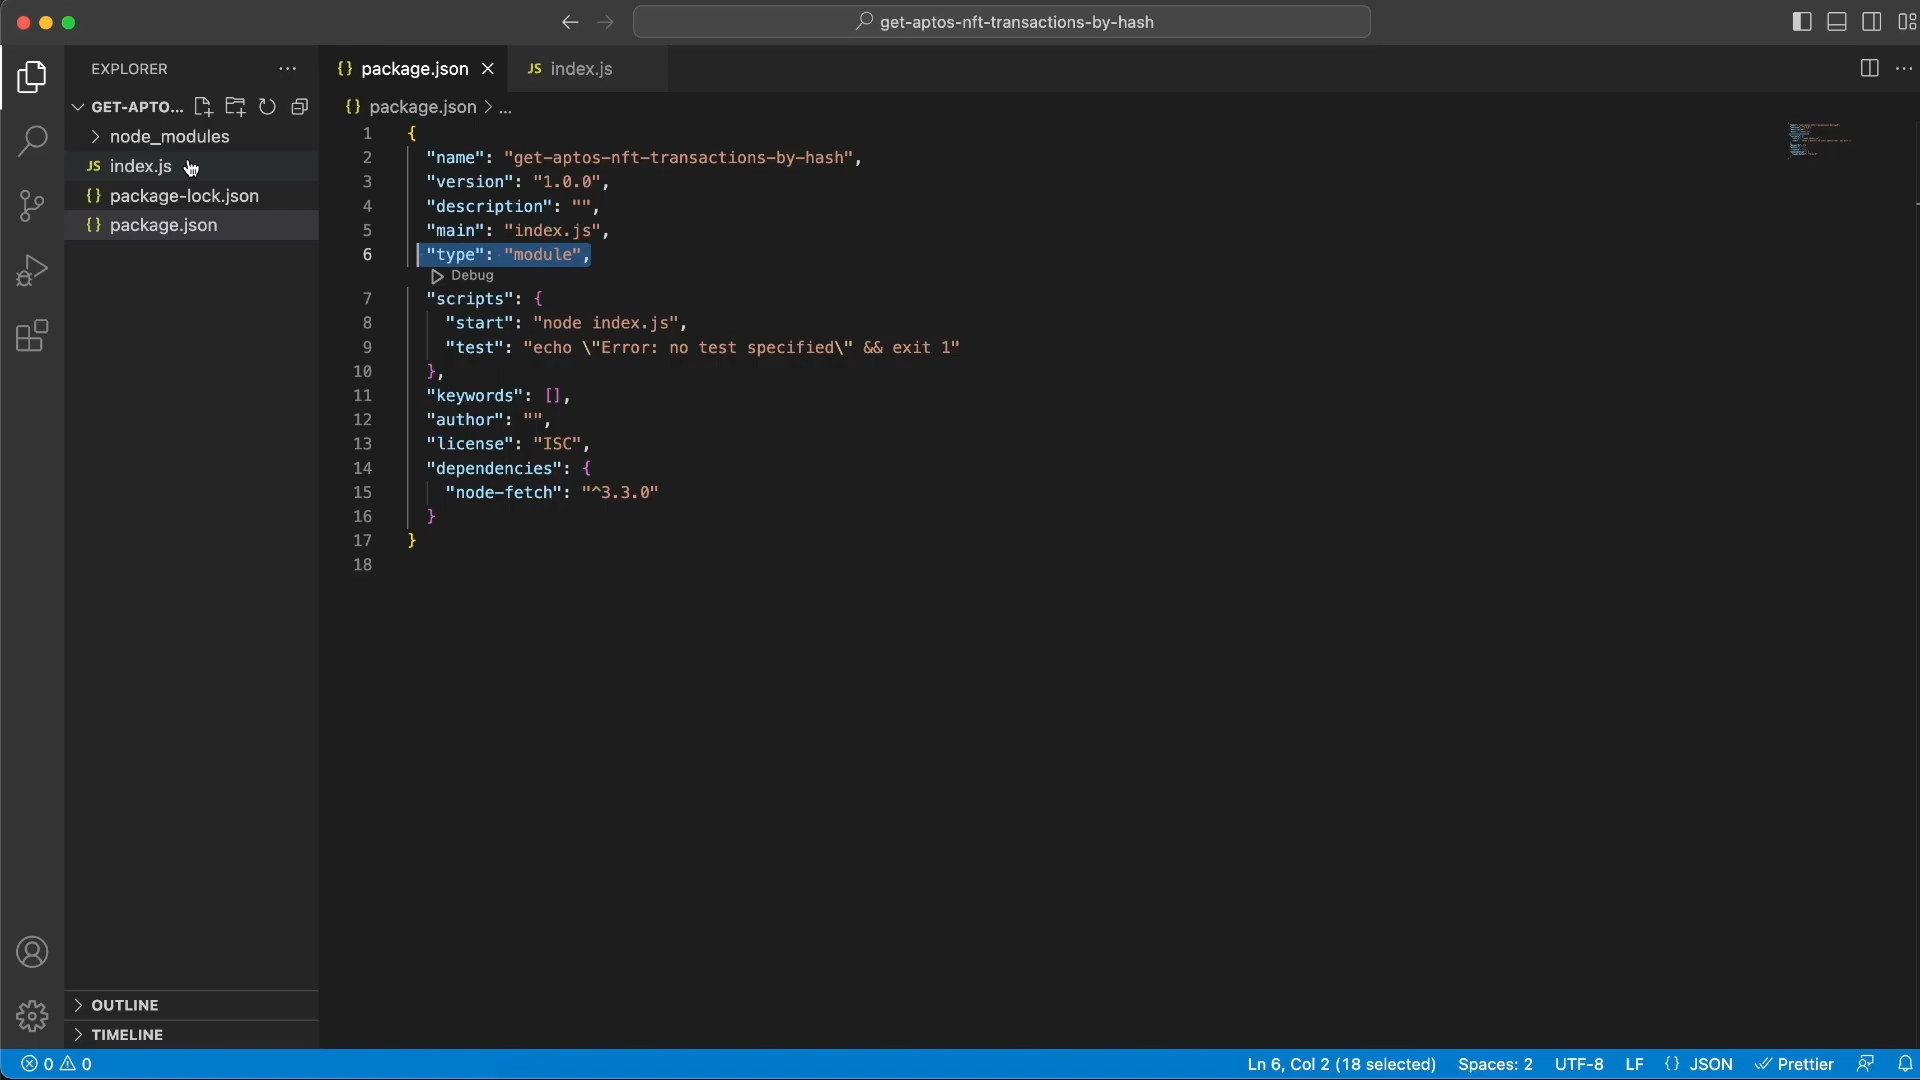 get-aptos-nft-transactions-by-hash
EXPLORER
GET-APTO...
node_modules
JS index.js
{} package-lock.json
{} package.json
OUTLINE
TIMELINE
{} package.json
JS index.js
{} package.json > ...
1 {
2 "name": "get-aptos-nft-transactions-by-hash",
3 "version": "1.0.0",
4 "description": "",
5 "main": "index.js",
6 "type": "module",
Debug
7 "scripts": {
8 "start": "node index.js",
9 "test": "echo \"Error: no test specified\" && exit 1"
10 },
11 "keywords": [],
12 "author": "",
13 "license": "ISC",
14 "dependencies": {
15 "node-fetch": "^3.3.0"
16 }
17 }
18
0 0 Ln 6, Col 2 (18 selected) Spaces: 2 UTF-8 LF {} JSON Prettier